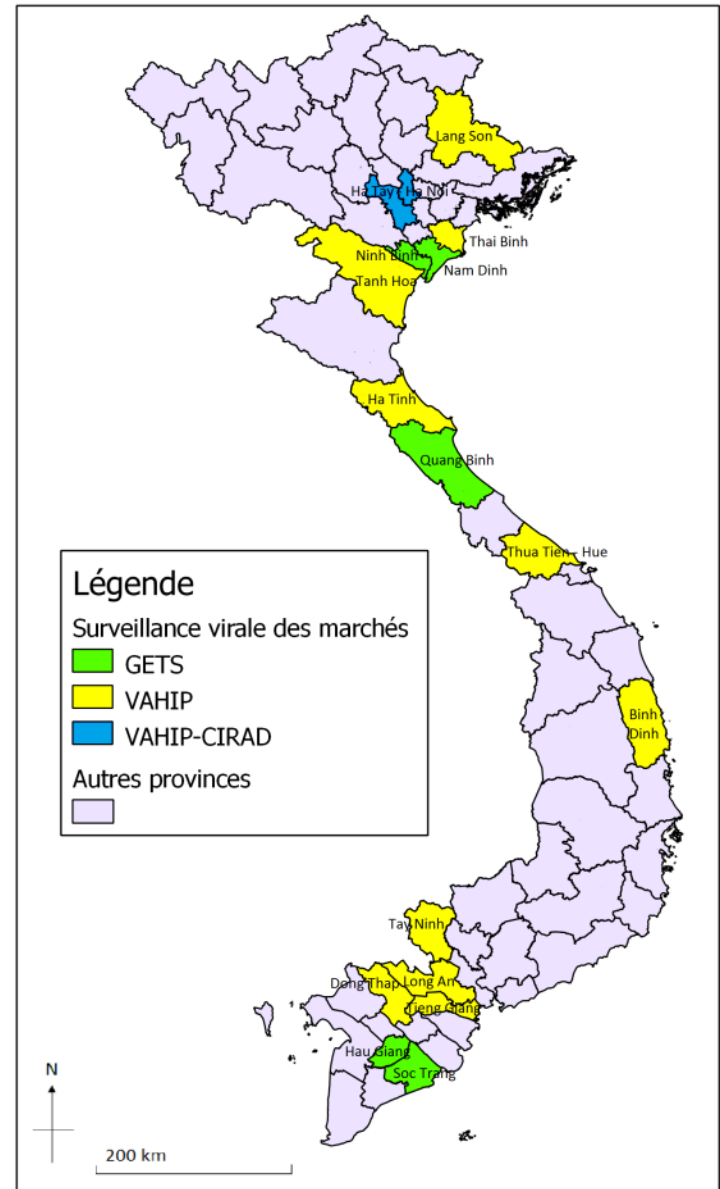 Lang Son
Ha Tay - Ha Noi
Thai Binh
Ninh Binh
Nam Dinh
Tanh Hoa
Ha Tinh
Quang Binh
Thua Tien - Hue
Légende
Surveillance virale des marchés
GETS
VAHIP
VAHIP-CIRAD
Autres provinces
Binh
Dinh
Tay Ninh
Dong Thap
Long An
Tieng Giang
Hau Giang
Soc Trang
N
200 km